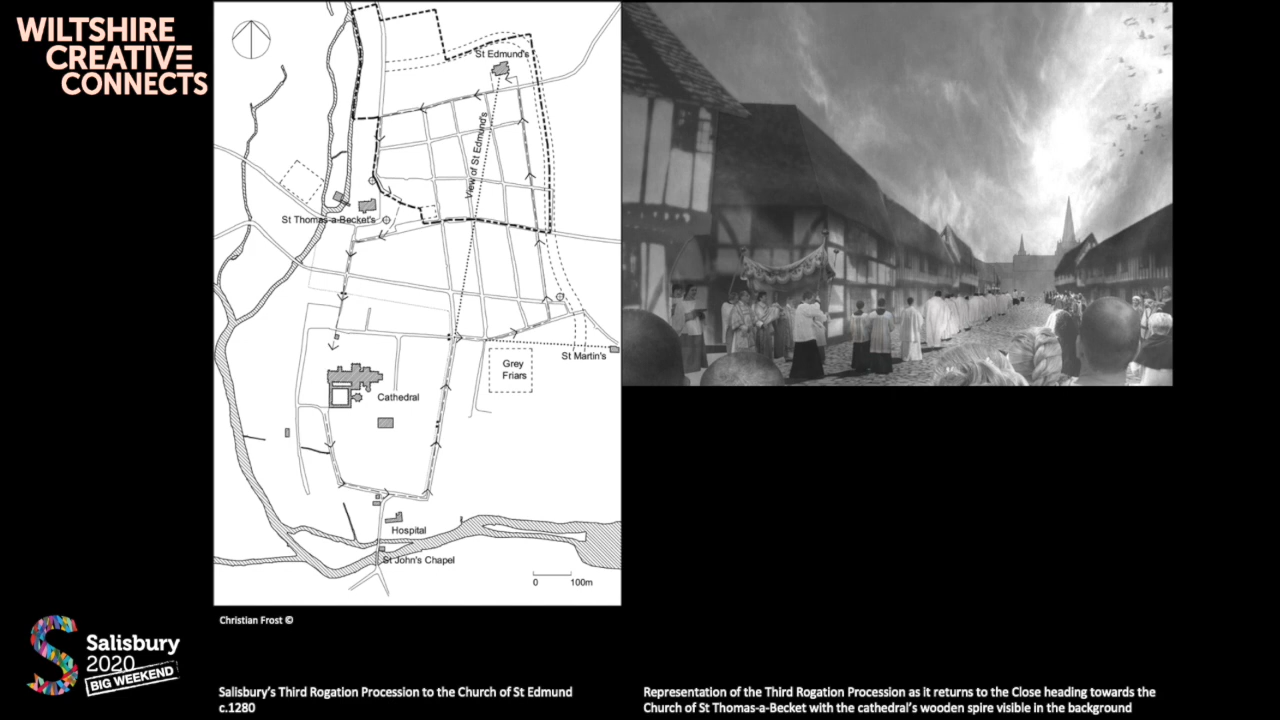 WILTSHIRE
CREATIVE
CONNECTS
St Edmund's
View of St Edmund's
St Thomas-a-Becket's
St Martin's
Grey
Friars
Cathedral
Hospital
St John's Chapel
0 100m
Christian Frost ©
Salisbury
2020
BIG WEEKEND
Salisbury's Third Rogation Procession to the Church of St Edmund
c.1280
Representation of the Third Rogation Procession as it returns to the Close heading towards the
Church of St Thomas-a-Becket with the cathedral's wooden spire visible in the background